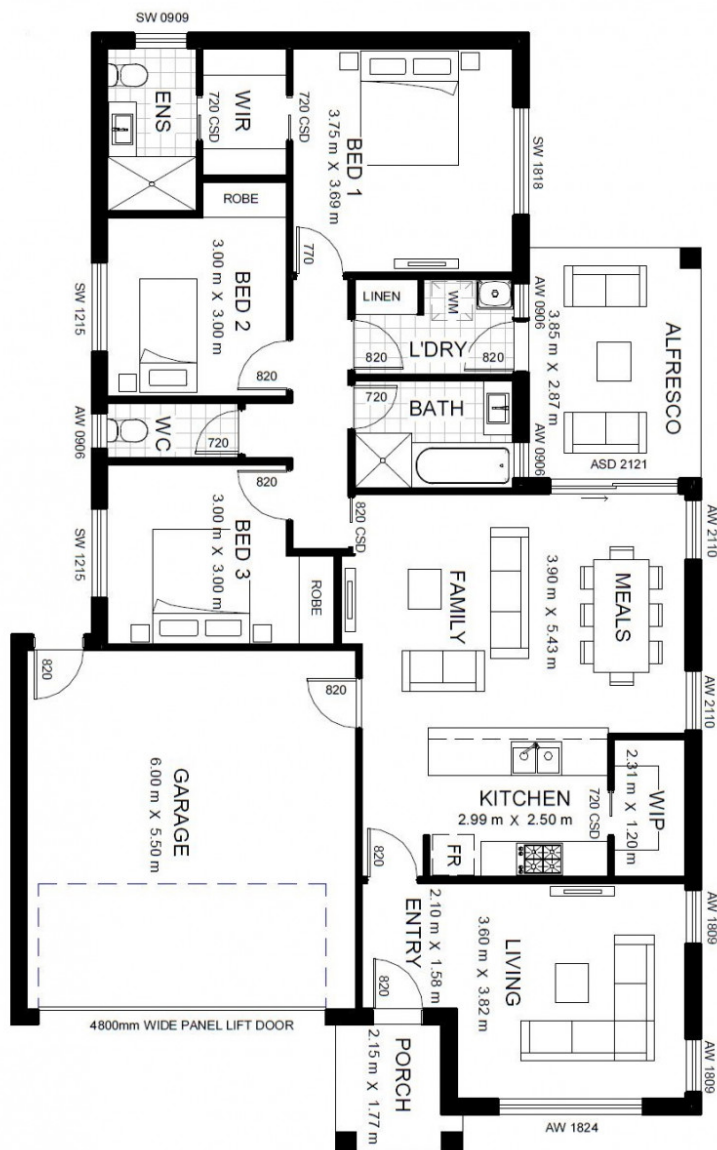 SW 0909
ENS
720 CSD
WIR
720 CSD
BED 1
3.75 m X 3.69 m
SW 1818
ROBE
770
BED 2
3.00 m X 3.00 m
SW 1215
820
LINEN
WM
AW 0906
820
L'DRY
820
ALFRESCO
3.85 m X 2.87 m
720
BATH
AW 0906
ASD 2121
AW 0906
WC
720
820
BED 3
3.00 m X 3.00 m
SW 1215
ROBE
820 CSD
FAMILY
3.90 m X 5.43 m
MEALS
AW 2110
AW 2110
820
820
GARAGE
6.00 m X 5.50 m
KITCHEN
2.99 m X 2.50 m
720 CSD
WIP
2.31 m X 1.20 m
FR
820
ENTRY
2.10 m X 1.58 m
LIVING
3.60 m X 3.82 m
AW 1809
AW 1809
820
4800mm WIDE PANEL LIFT DOOR
PORCH
2.15 m X 1.77 m
AW 1824